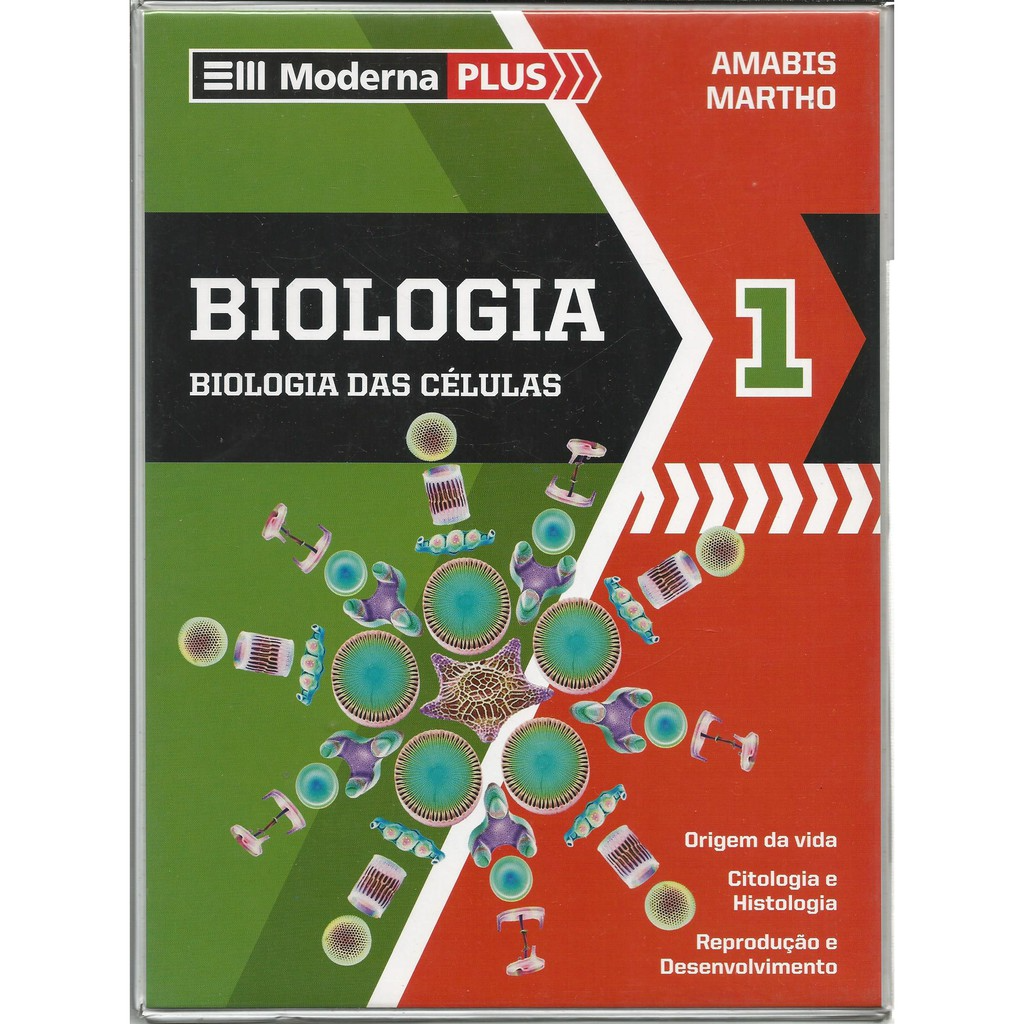 Moderna PLUS
AMABIS
MARTHO
BIOLOGIA
BIOLOGIA DAS CÉLULAS
1
Origem da vida
Citologia e
Histologia
Reprodução e
Desenvolvimento